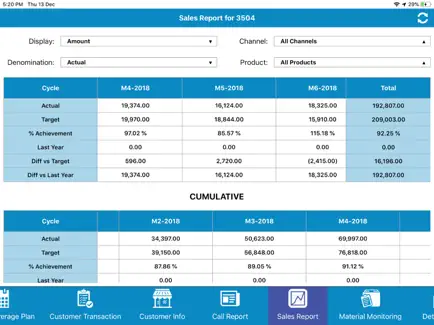 5:20 PM Thu 13 Dec 29%
Sales Report for 3504
Display: Amount Channel: All Channels
Denomination: Actual Product: All Products
Cycle M4-2018 M5-2018 M6-2018 Total
Actual 19,374.00 16,124.00 18,325.00 192,807.00
Target 19,970.00 18,844.00 15,910.00 209,003.00
% Achievement 97.02 % 85.57 % 115.18 % 92.25 %
Last Year 0.00 0.00 0.00 0.00
Diff vs Target 596.00 2,720.00 (2,415.00) 16,196.00
Diff vs Last Year 19,374.00 16,124.00 18,325.00 192,807.00
CUMULATIVE
Cycle M2-2018 M3-2018 M4-2018
Actual 34,397.00 50,623.00 69,997.00
Target 39,150.00 56,848.00 76,818.00
% Achievement 87.86 % 89.05 % 91.12 %
Last Year 0.00 0.00 0.00
verage Plan Customer Transaction Customer Info Call Report Sales Report Material Monitoring Det